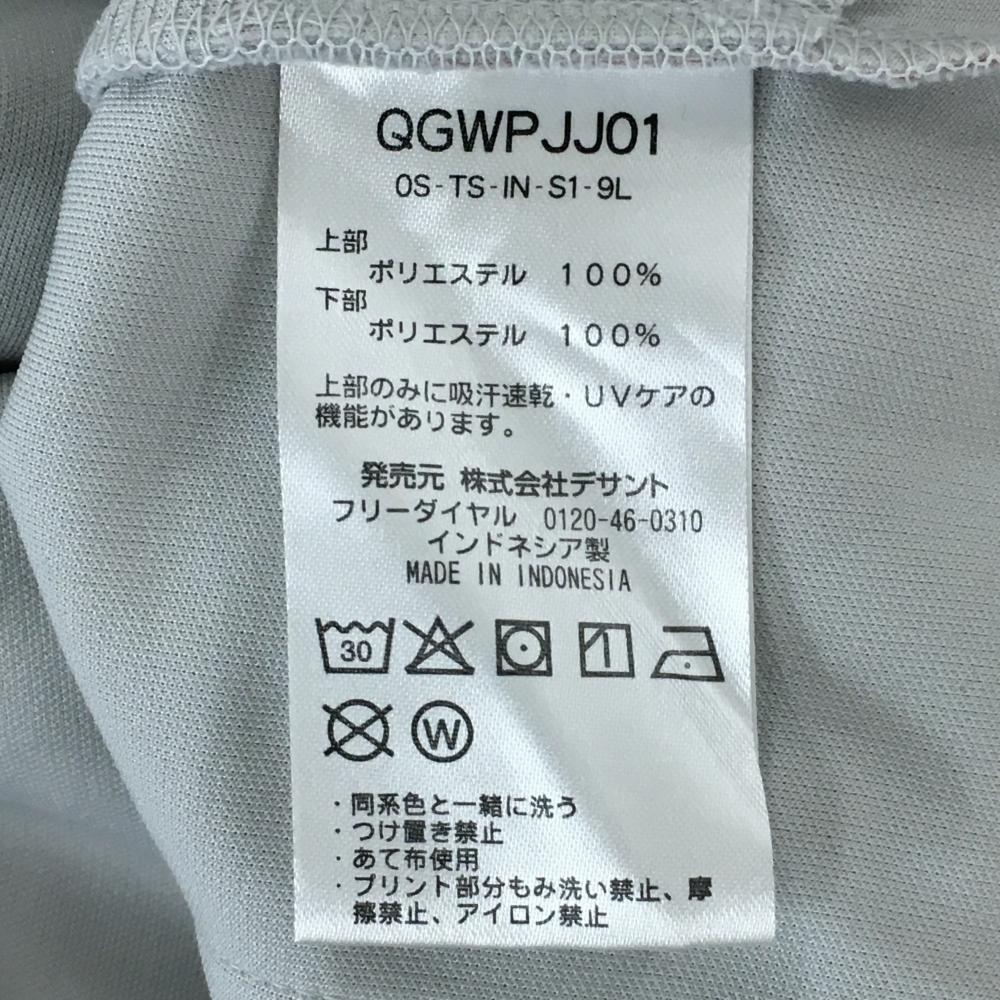 QGWPJJ01
0S-TS-IN-S1-9L
上部
ポリエステル　１００％
下部
ポリエステル　１００％
上部のみに吸汗速乾・ＵＶケアの
機能があります。
発売元 株式会社デサント
フリーダイヤル 0120-46-0310
インドネシア製
MADE IN INDONESIA
30
W
・同系色と一緒に洗う
・つけ置き禁止
・あて布使用
・プリント部分もみ洗い禁止、摩
擦禁止、アイロン禁止